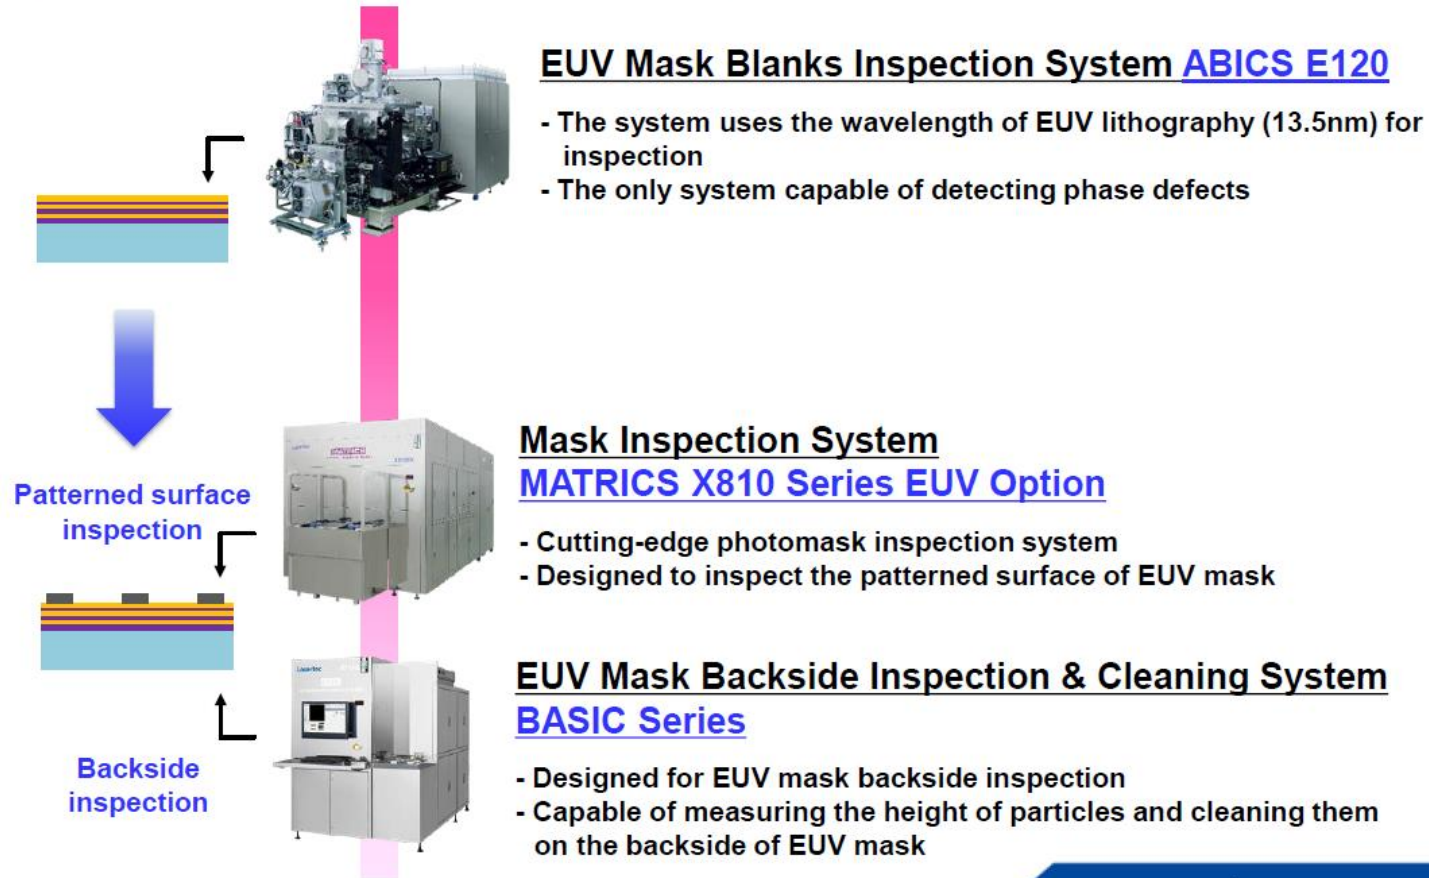 EUV Mask Blanks Inspection System ABICS E120
- The system uses the wavelength of EUV lithography (13.5nm) for
inspection
- The only system capable of detecting phase defects
Mask Inspection System
MATRICS X810 Series EUV Option
- Cutting-edge photomask inspection system
- Designed to inspect the patterned surface of EUV mask
Patterned surface
inspection
EUV Mask Backside Inspection & Cleaning System
BASIC Series
- Designed for EUV mask backside inspection
- Capable of measuring the height of particles and cleaning them
on the backside of EUV mask
Backside
inspection
Lasertec